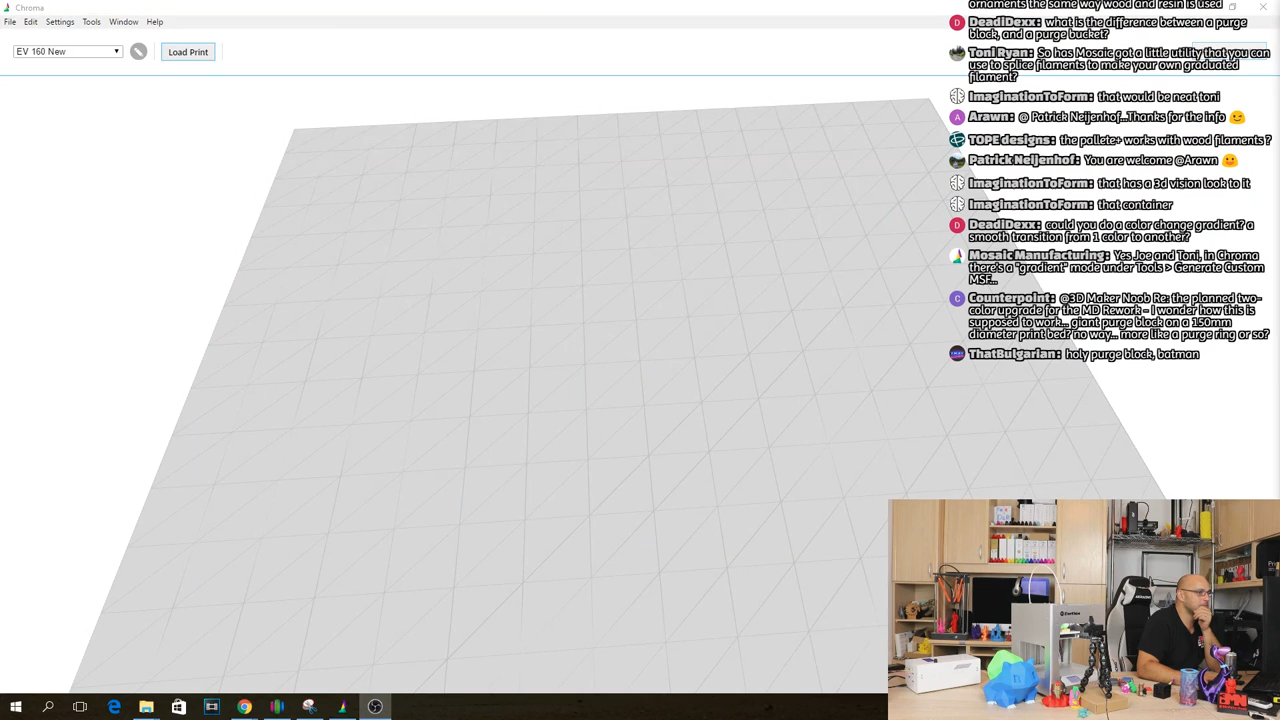 Chroma
File Edit Settings Tools Window Help
EV 160 New
Load Print
ornaments the same way wood and resin is used
D DeadlDexx: what is the difference between a purge
block, and a purge bucket?
Toni Ryan: So has Mosaic got a little utility that you can
use to splice filaments to make your own graduated
filament?
ImaginationToForm: that would be neat toni
A Arawn: @ Patrick Neijenhof...Thanks for the info
TOPE designs: the pallete+ works with wood filaments ?
Patrick Neijenhof: You are welcome @Arawn
ImaginationToForm: that has a 3d vision look to it
ImaginationToForm: that container
D DeadlDexx: could you do a color change gradient? a
smooth transition from 1 color to another?
Mosaic Manufacturing: Yes Joe and Toni, in Chroma
there's a "gradient" mode under Tools > Generate Custom
MSF...
C Counterpoint: @3D Maker Noob Re: the planned two-
color upgrade for the MD Rework - I wonder how this is
supposed to work... giant purge block on a 150mm
diameter print bed? no way... more like a purge ring or so?
ThatBulgarian: holy purge block, batman